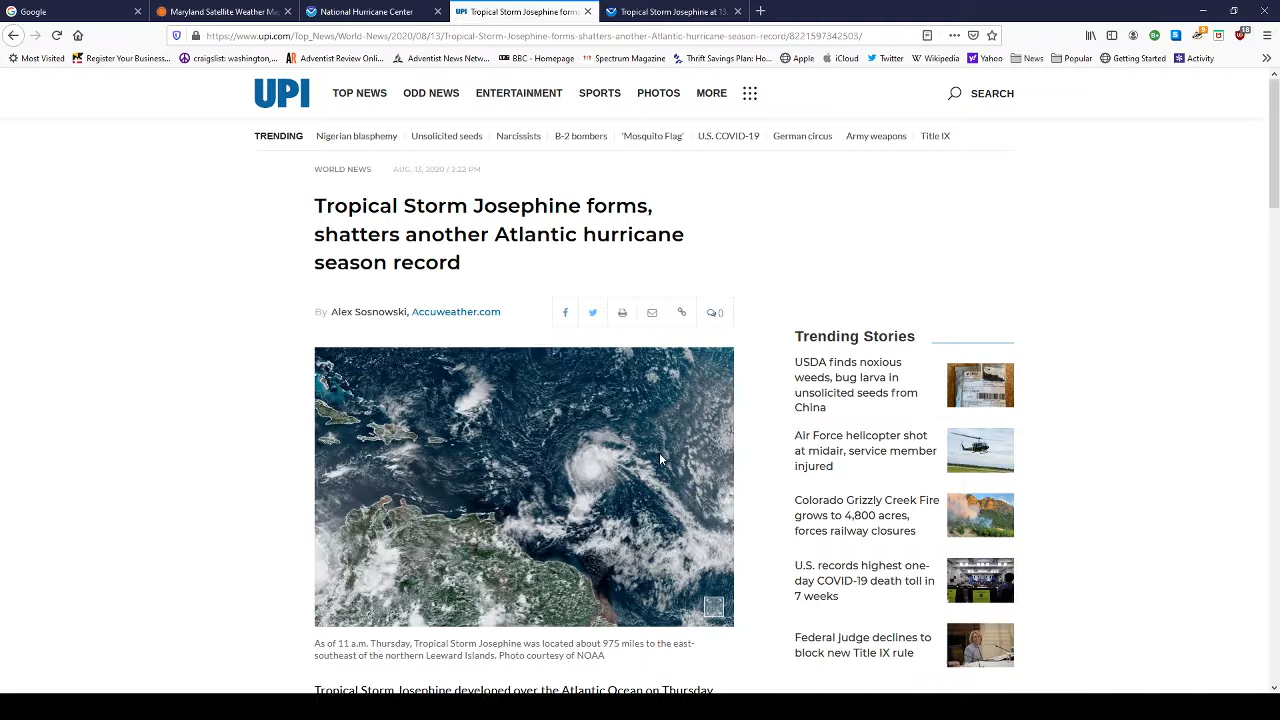 Google
Maryland Satellite Weather Ma
National Hurricane Center
UPI Tropical Storm Josephine form
Tropical Storm Josephine at 13.
https://www.upi.com/Top_News/World-News/2020/08/13/Tropical-Storm-Josephine-forms-shatters-another-Atlantic-hurricane-season-record/8221597342503/
Most Visited Register Your Business... craigslist: washington... Adventist Review Onli... Adventist News Netw... BBC - Homepage Spectrum Magazine Thrift Savings Plan: Ho... Apple iCloud Twitter Wikipedia Yahoo News Popular Getting Started Activity
UPI TOP NEWS ODD NEWS ENTERTAINMENT SPORTS PHOTOS MORE SEARCH
TRENDING Nigerian blasphemy Unsolicited seeds Narcissists B-2 bombers 'Mosquito Flag' U.S. COVID-19 German circus Army weapons Title IX
WORLD NEWS AUG. 13, 2020 / 2:22 PM
Tropical Storm Josephine forms,
shatters another Atlantic hurricane
season record
By Alex Sosnowski, Accuweather.com
0
As of 11 a.m. Thursday, Tropical Storm Josephine was located about 975 miles to the east-
southeast of the northern Leeward Islands. Photo courtesy of NOAA
Tropical Storm Josephine developed over the Atlantic Ocean on Thursday
Trending Stories
USDA finds noxious
weeds, bug larva in
unsolicited seeds from
China
Air Force helicopter shot
at midair, service member
injured
Colorado Grizzly Creek Fire
grows to 4,800 acres,
forces railway closures
U.S. records highest one-
day COVID-19 death toll in
7 weeks
Federal judge declines to
block new Title IX rule